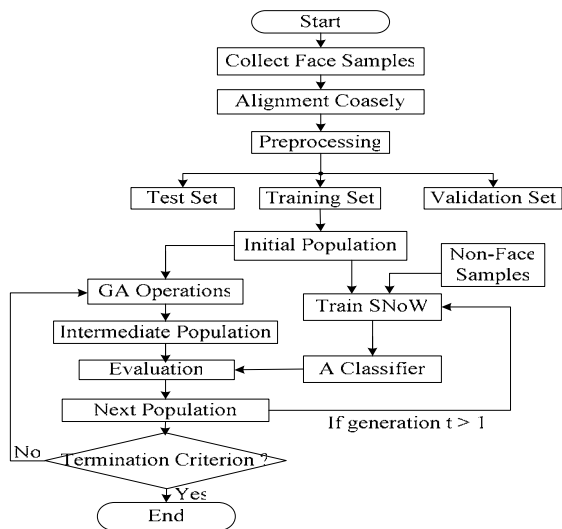 Start
Collect Face Samples
Alignment Coasely
Preprocessing
Test Set
Training Set
Validation Set
Initial Population
Non-Face
Samples
GA Operations
Train SNoW
Intermediate Population
Evaluation
A Classifier
Next Population
If generation t > 1
No
Termination Criterion ?
Yes
End